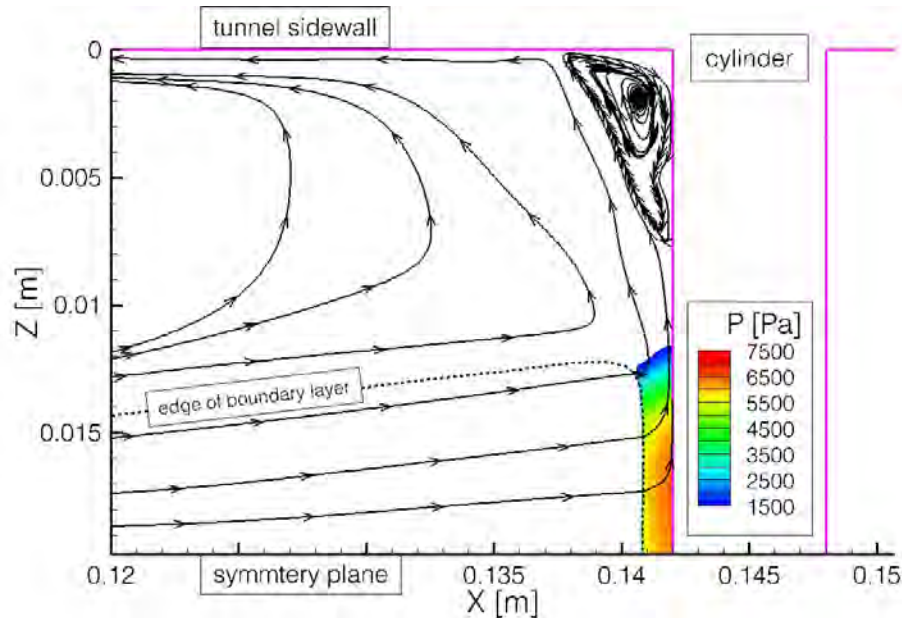 tunnel sidewall
0
cylinder
0.005
Z [m]
0.01
P [Pa]
7500
6500
5500
4500
3500
2500
1500
edge of boundary layer
0.015
symmtery plane
0.12
0.135
0.14
0.145
0.15
X [m]